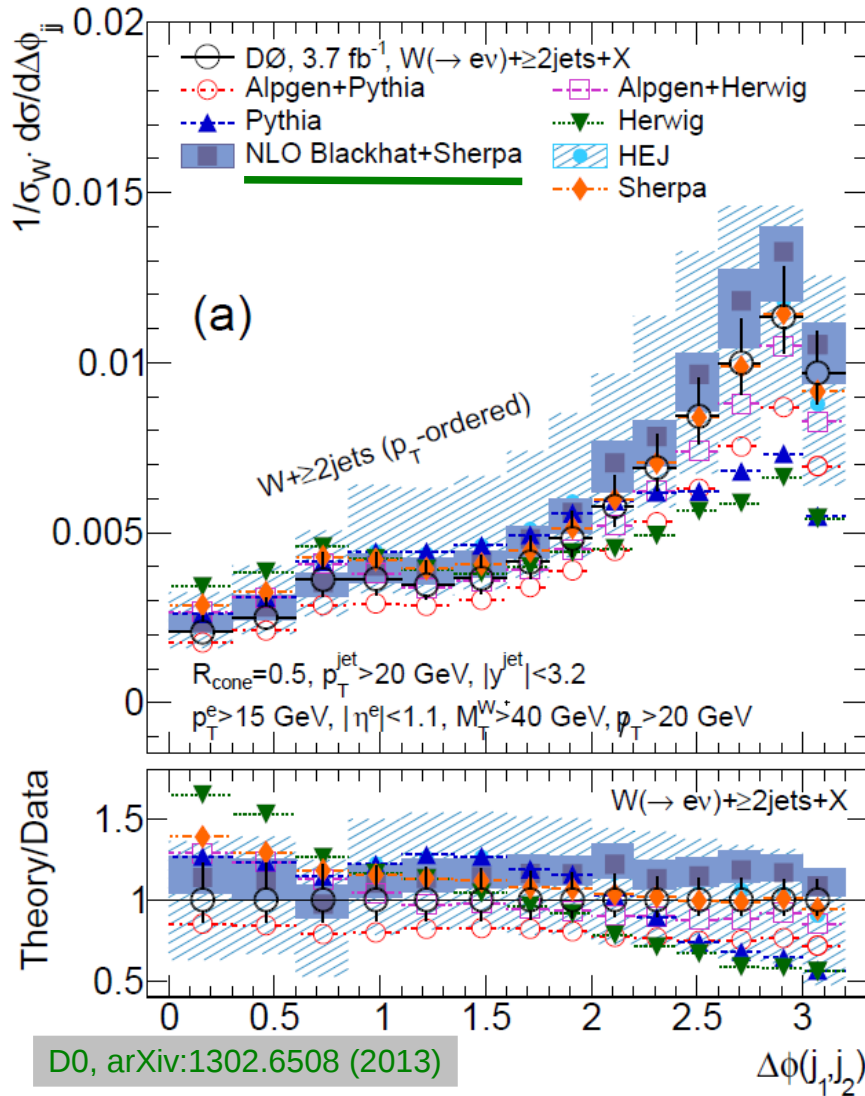 0.02
DØ, 3.7 fb⁻¹, W(→ eν)+≥2jets+X
Alpgen+Pythia Alpgen+Herwig
Pythia Herwig
NLO Blackhat+Sherpa HEJ
Sherpa
1/σ_W · dσ/dΔϕ_jj
0.015
(a)
0.01
W+≥2jets (p_T-ordered)
0.005
R_cone=0.5, p_T^jet>20 GeV, |y^jet|<3.2
0
p_T^e>15 GeV, |η^e|<1.1, M_T^W>40 GeV, p̸_T>20 GeV
W(→ eν)+≥2jets+X
Theory/Data
1.5
1
0.5
0 0.5 1 1.5 2 2.5 3
Δϕ(j_1,j_2)
D0, arXiv:1302.6508 (2013)